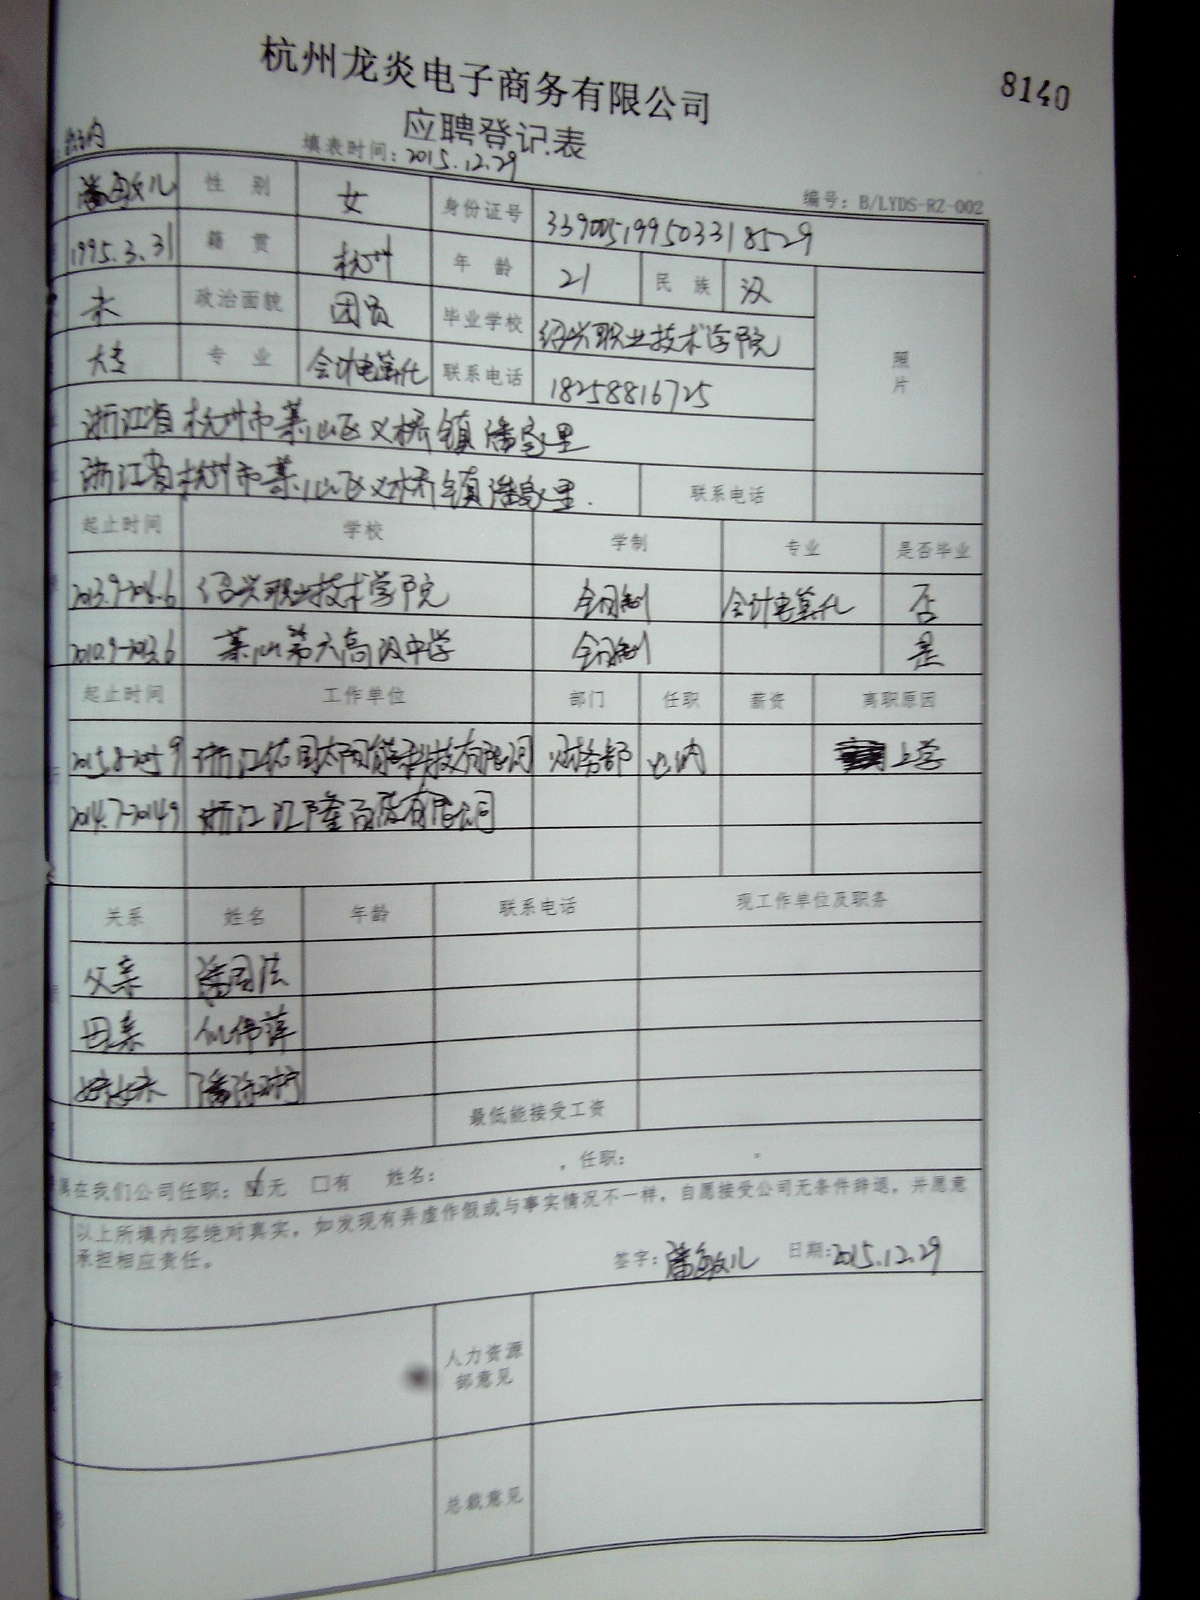 杭州龙炎电子商务有限公司
8140
应聘登记表
填表时间：2015.12.29
编号：B/LYDS-RZ-002
性 别 女 身份证号 339005199503318529
1995.3.31 籍 贯 杭州 年 龄 21 民 族 汉
未 政治面貌 团员 毕业学校 绍兴职业技术学院
照片
大专 专 业 会计电算化 联系电话 18258816725
浙江省杭州市萧山区义桥镇潘家里
浙江省杭州市萧山区义桥镇潘家里. 联系电话
起止时间 学校 学制 专业 是否毕业
2013.9-2016.6 绍兴职业技术学院 全日制 会计电算化 否
2010.9-2013.6 萧山第六高级中学 全日制 是
起止时间 工作单位 部门 任职 薪资 离职原因
2015.8-2015.9 浙江佑国太阳能科技有限公司 财务部 出纳 上学
2014.7-2014.9 浙江汇隆百货有限公司
关系 姓名 年龄 联系电话 现工作单位及职务
父亲 潘国法
母亲 倪伟萍
妹妹 潘
最低能接受工资
属在我们公司任职：☑无 □有 姓名： ，任职： 。
以上所填内容绝对真实，如发现有弄虚作假或与事实情况不一样，自愿接受公司无条件辞退，并愿意
承担相应责任。
签字：潘 儿 日期：2015.12.29
人力资源
部意见
总裁意见